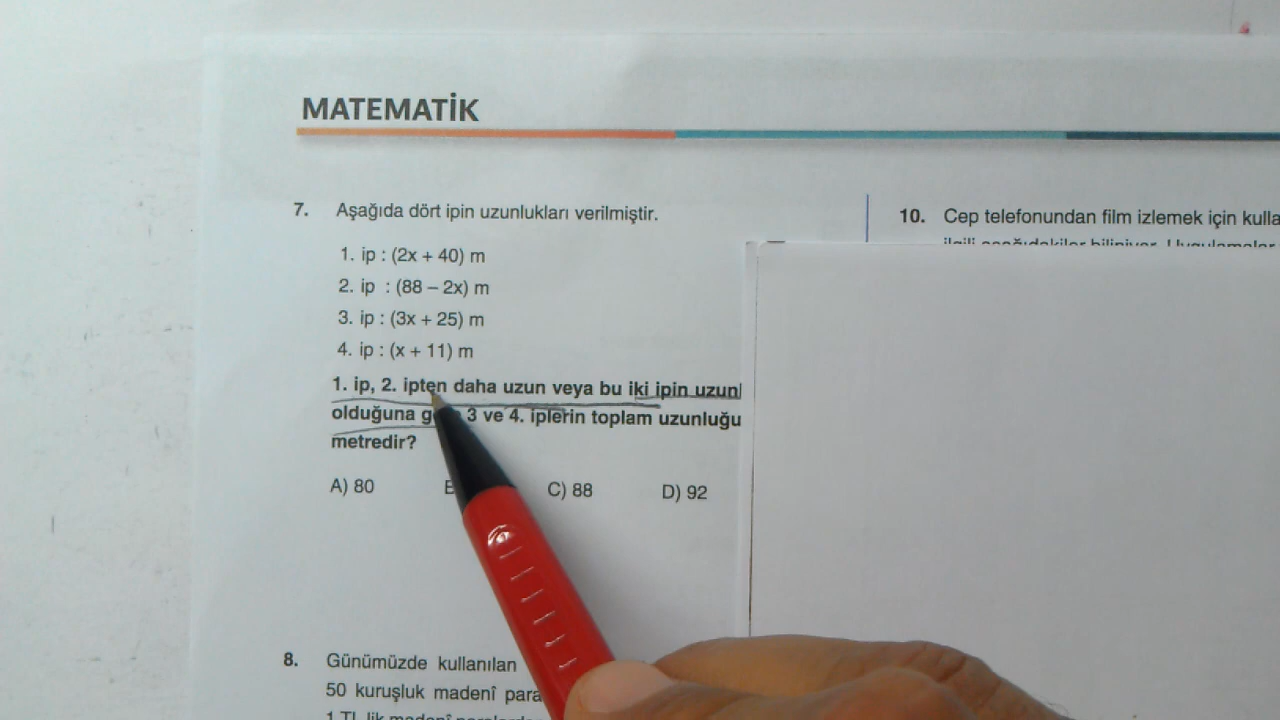 MATEMATİK
7. Aşağıda dört ipin uzunlukları verilmiştir.
1. ip : (2x + 40) m
2. ip : (88 – 2x) m
3. ip : (3x + 25) m
4. ip : (x + 11) m
1. ip, 2. ipten daha uzun veya bu iki ipin uzunl
olduğuna 3 ve 4. iplerin toplam uzunluğu
metredir?
A) 80 C) 88 D) 92
8. Günümüzde kullanılan
50 kuruşluk madenî para
10. Cep telefonundan film izlemek için kulla